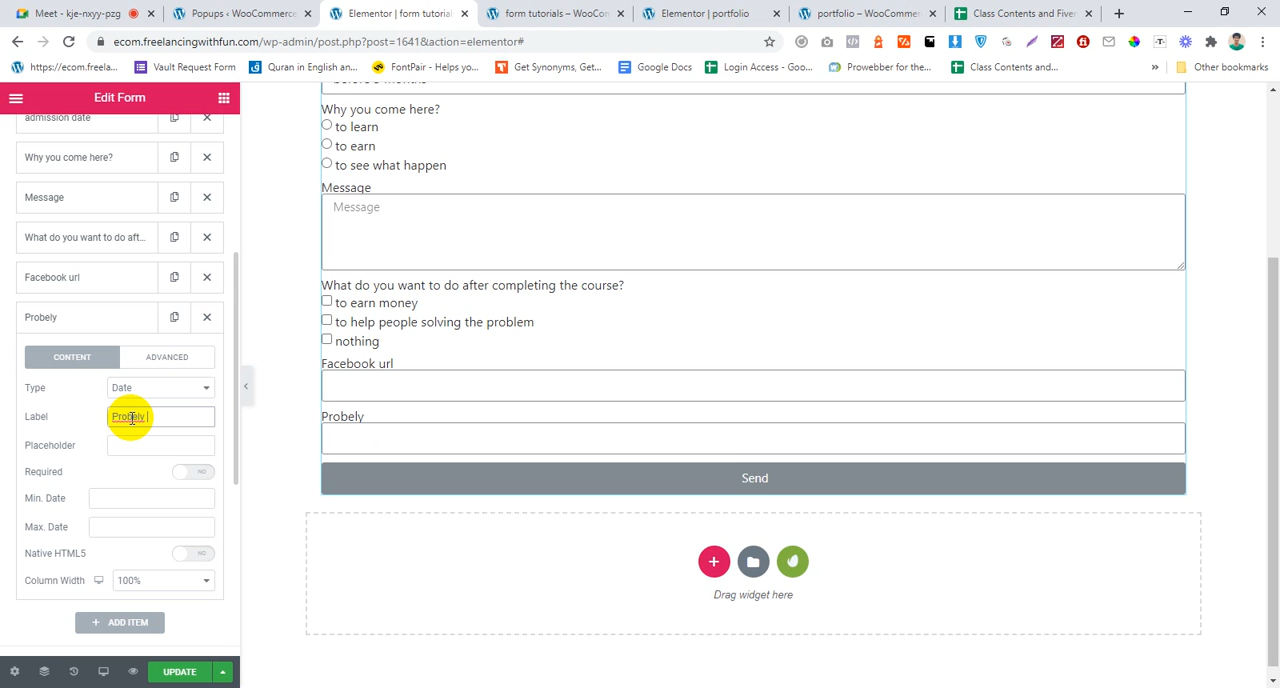 Meet - kje-nxyy-pzg
Popups ‹ WooCommerce
Elementor | form tutorial
form tutorials – WooCon
Elementor | portfolio
portfolio – WooCommer
Class Contents and Fiver
ecom.freelancingwithfun.com/wp-admin/post.php?post=1641&action=elementor#
https://ecom.freela...
Vault Request Form
Quran in English an...
FontPair - Helps yo...
Go Synonyms, Get...
Google Docs
Login Access - Goo...
Prowebber for the...
Class Contents and...
»
Other bookmarks
Edit Form
admission date
Why you come here?
Message
What do you want to do aft...
Facebook url
Probely
CONTENT
ADVANCED
Type
Date
Label
Probely
Placeholder
Required
NO
Min. Date
Max. Date
Native HTML5
NO
Column Width
100%
+ ADD ITEM
UPDATE
Why you come here?
to learn
to earn
to see what happen
Message
Message
What do you want to do after completing the course?
to earn money
to help people solving the problem
nothing
Facebook url
Probely
Send
Drag widget here